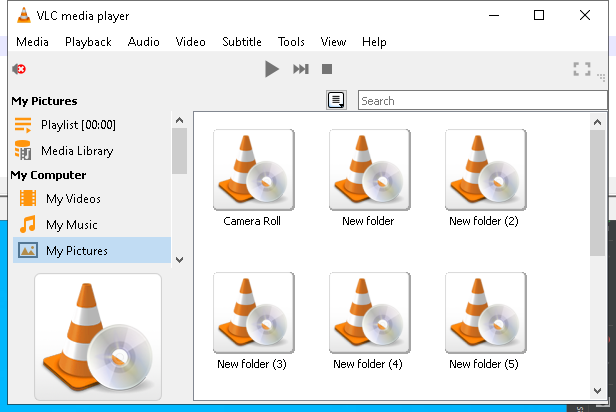 VLC media player
Media Playback Audio Video Subtitle Tools View Help
Search
My Pictures
Playlist [00:00]
Media Library
My Computer
My Videos
My Music
My Pictures
Camera Roll New folder New folder (2)
New folder (3) New folder (4) New folder (5)